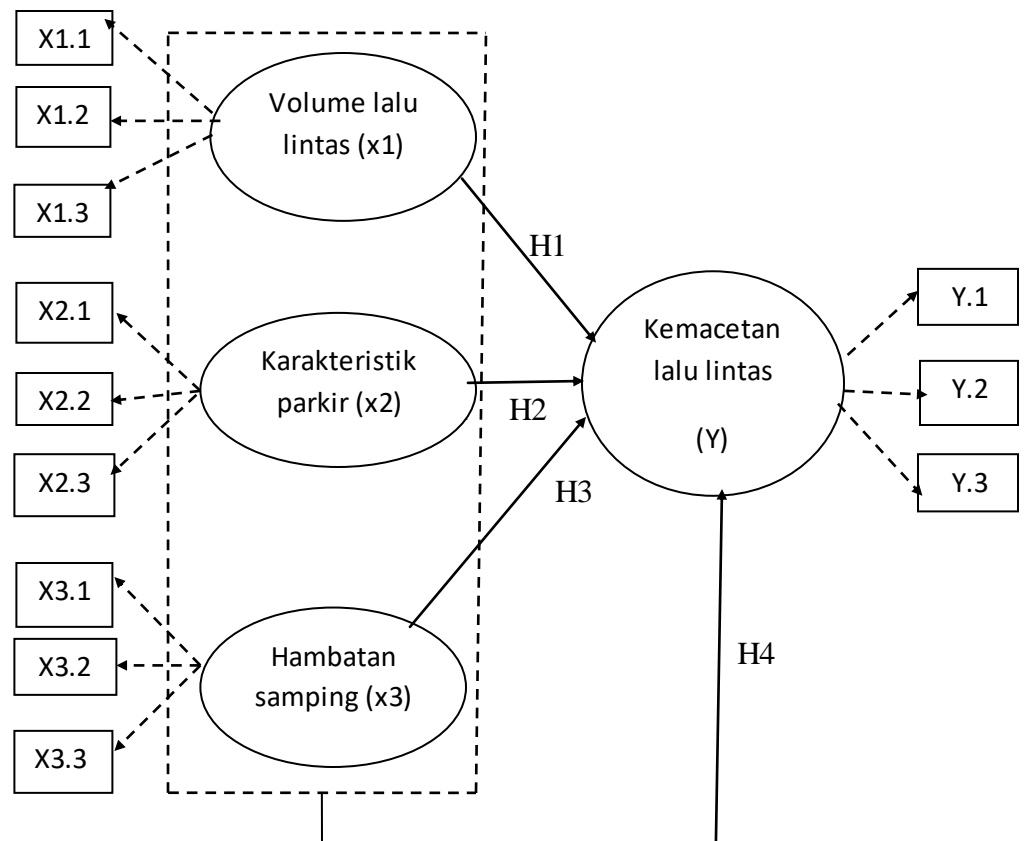 X1.1
X1.2
X1.3
Volume lalu
lintas (x1)
H1
X2.1
X2.2
X2.3
Karakteristik
parkir (x2)
H2
Kemacetan
lalu lintas
(Y)
Y.1
Y.2
Y.3
H3
X3.1
X3.2
X3.3
Hambatan
samping (x3)
H4